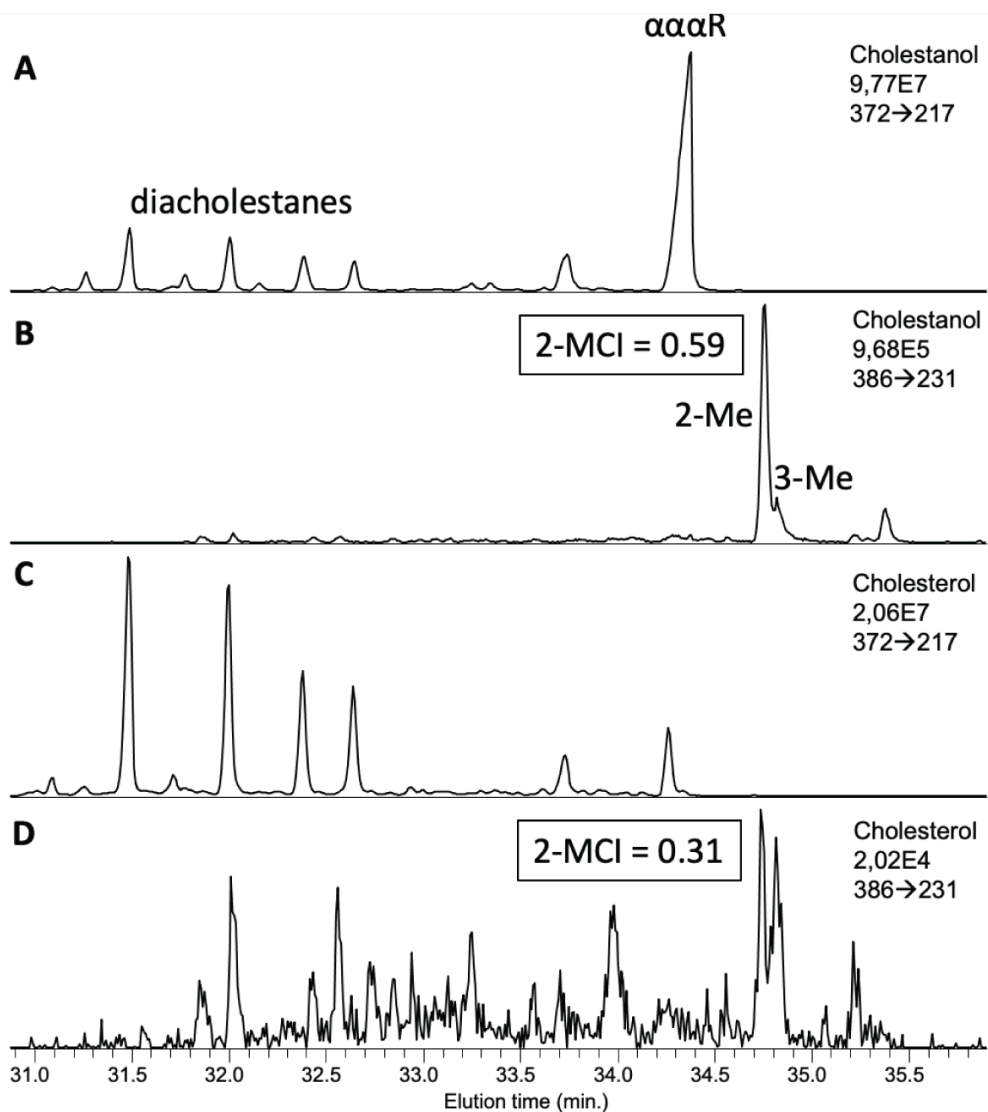 αααR
A
Cholestanol
9,77E7
372→217
diacholestanes
B
2-MCI = 0.59
Cholestanol
9,68E5
386→231
2-Me
3-Me
C
Cholesterol
2,06E7
372→217
D
2-MCI = 0.31
Cholesterol
2,02E4
386→231
31.0 31.5 32.0 32.5 33.0 33.5 34.0 34.5 35.0 35.5
Elution time (min.)